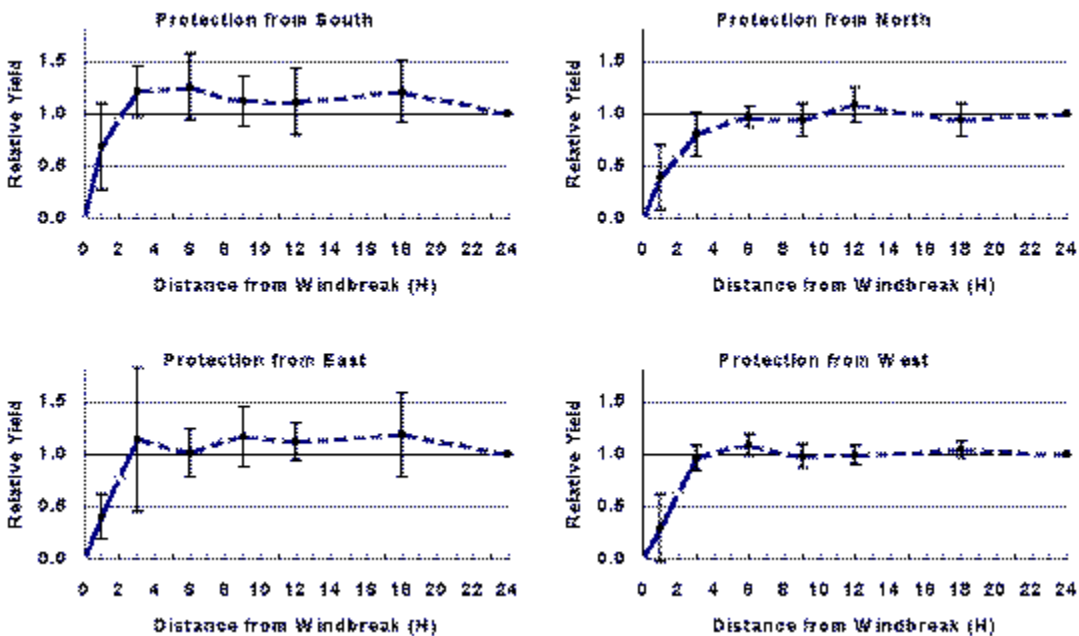 Protection from South
Relative Yield
1.5
1.0
0.5
0.0
0 2 4 6 8 10 12 14 16 18 20 22 24
Distance from Windbreak (H)
Protection from North
Relative Yield
1.5
1.0
0.5
0.0
0 2 4 6 8 10 12 14 16 18 20 22 24
Distance from Windbreak (H)
Protection from East
Relative Yield
1.5
1.0
0.5
0.0
0 2 4 6 8 10 12 14 16 18 20 22 24
Distance from Windbreak (H)
Protection from West
Relative Yield
1.5
1.0
0.5
0.0
0 2 4 6 8 10 12 14 16 18 20 22 24
Distance from Windbreak (H)